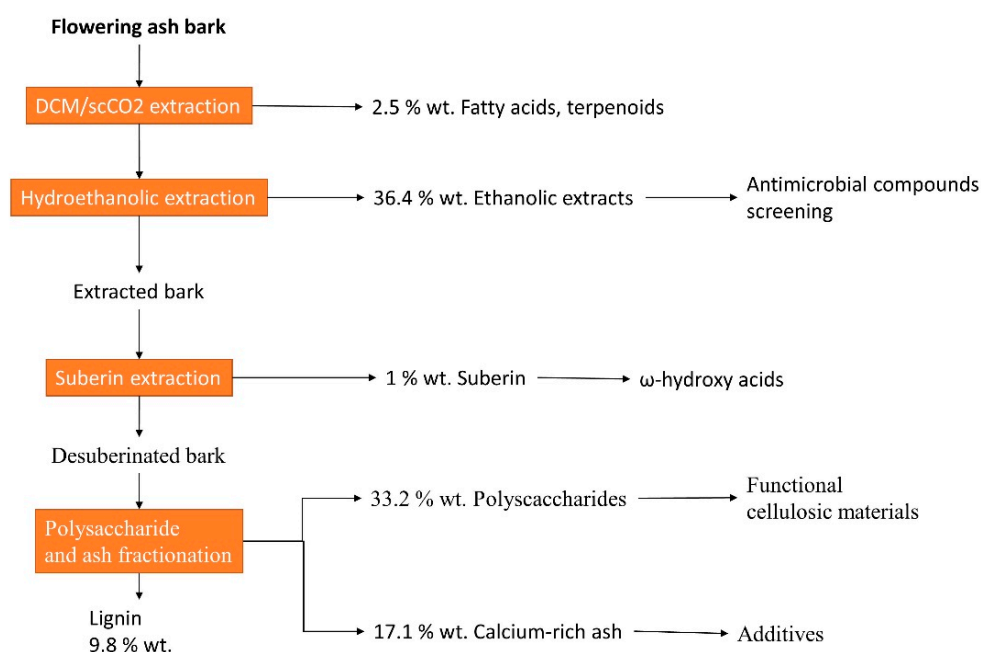 Flowering ash bark
DCM/scCO2 extraction
2.5 % wt. Fatty acids, terpenoids
Hydroethanolic extraction
36.4 % wt. Ethanolic extracts
Antimicrobial compounds
screening
Extracted bark
Suberin extraction
1 % wt. Suberin
ω-hydroxy acids
Desuberinated bark
33.2 % wt. Polyscaccharides
Functional
cellulosic materials
Polysaccharide
and ash fractionation
Lignin
9.8 % wt.
17.1 % wt. Calcium-rich ash
Additives